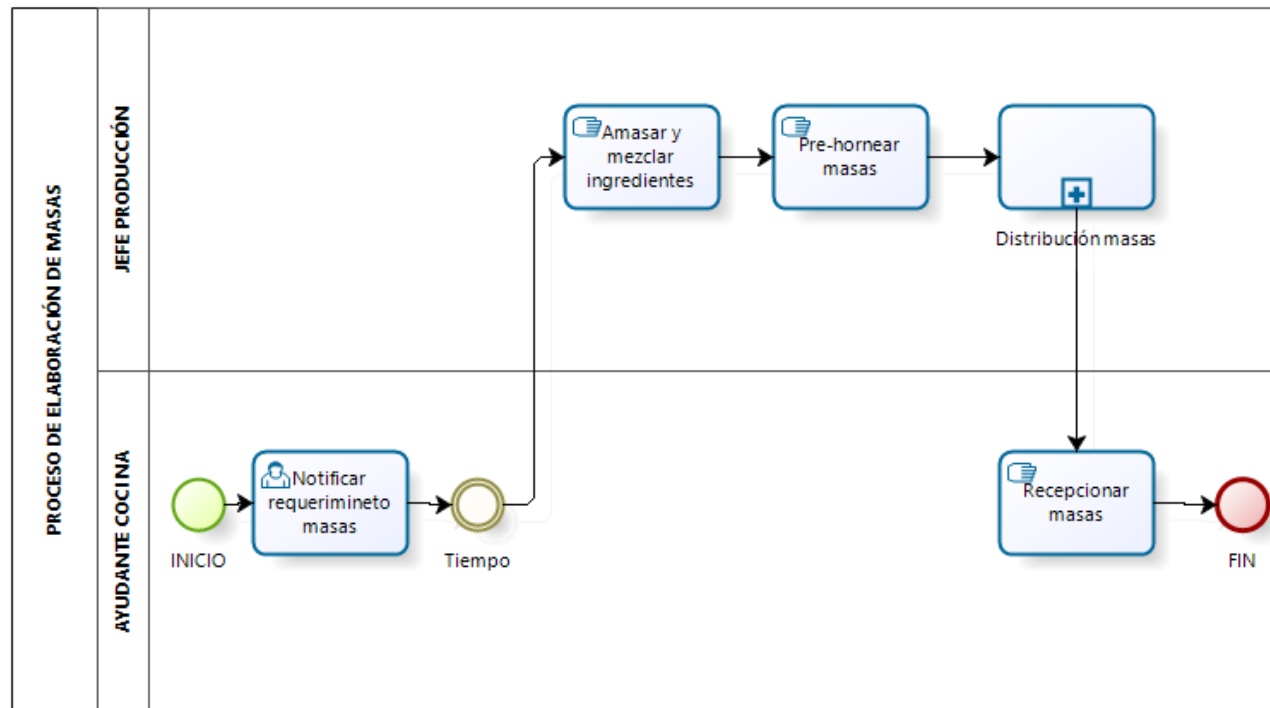 PROCESO DE ELABORACIÓN DE MASAS
JEFE PRODUCCIÓN
Amasar y
mezclar
ingredientes
Pre-hornear
masas
Distribución masas
AYUDANTE COCINA
INICIO
Notificar
requerimineto
masas
Tiempo
Recepcionar
masas
FIN